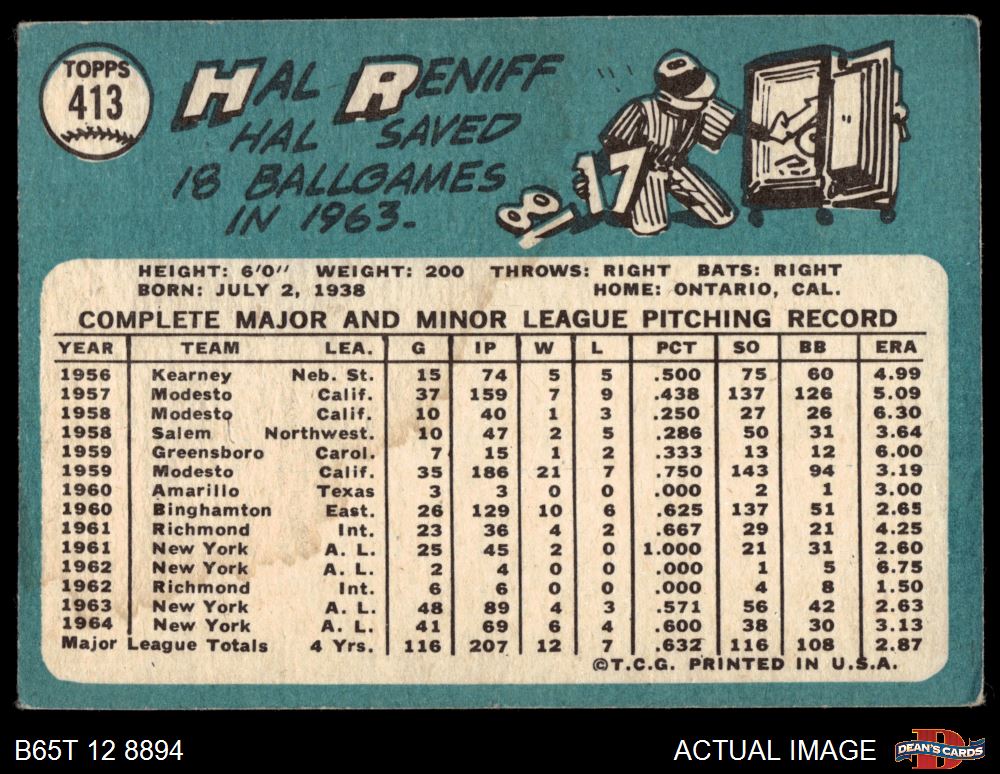 TOPPS
413
HAL RENIFF
HAL SAVED
18 BALLGAMES
IN 1963.
17
18
HEIGHT: 6'0" WEIGHT: 200 THROWS: RIGHT BATS: RIGHT
BORN: JULY 2, 1938 HOME: ONTARIO, CAL.
COMPLETE MAJOR AND MINOR LEAGUE PITCHING RECORD
YEAR TEAM LEA. G IP W L PCT SO BB ERA
1956 Kearney Neb. St. 15 74 5 5 .500 75 60 4.99
1957 Modesto Calif. 37 159 7 9 .438 137 126 5.09
1958 Modesto Calif. 10 40 1 3 .250 27 26 6.30
1958 Salem Northwest. 10 47 2 5 .286 50 31 3.64
1959 Greensboro Carol. 7 15 1 2 .333 13 12 6.00
1959 Modesto Calif. 35 186 21 7 .750 143 94 3.19
1960 Amarillo Texas 3 3 0 0 .000 2 1 3.00
1960 Binghamton East. 26 129 10 6 .625 137 51 2.65
1961 Richmond Int. 23 36 4 2 .667 29 21 4.25
1961 New York A. L. 25 45 2 0 1.000 21 31 2.60
1962 New York A. L. 2 4 0 0 .000 1 5 6.75
1962 Richmond Int. 6 6 0 0 .000 4 8 1.50
1963 New York A. L. 48 89 4 3 .571 56 42 2.63
1964 New York A. L. 41 69 6 4 .600 38 30 3.13
Major League Totals 4 Yrs. 116 207 12 7 .632 116 108 2.87
©T.C.G. PRINTED IN U.S.A.
B65T 12 8894
ACTUAL IMAGE
D
DEAN'S CARDS